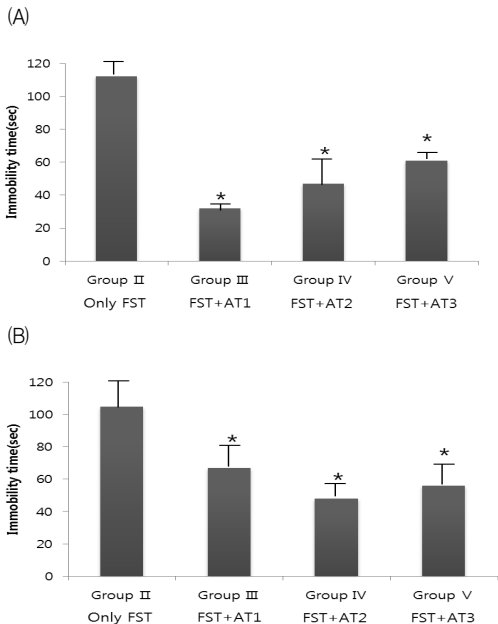 (A)
Immobility time(sec)
120
100
80
60
40
20
0
*
*
*
Group Ⅱ Group Ⅲ Group Ⅳ Group Ⅴ
Only FST FST+AT1 FST+AT2 FST+AT3
(B)
Immobility time(sec)
120
100
80
60
40
20
0
*
*
*
Group Ⅱ Group Ⅲ Group Ⅳ Group Ⅴ
Only FST FST+AT1 FST+AT2 FST+AT3